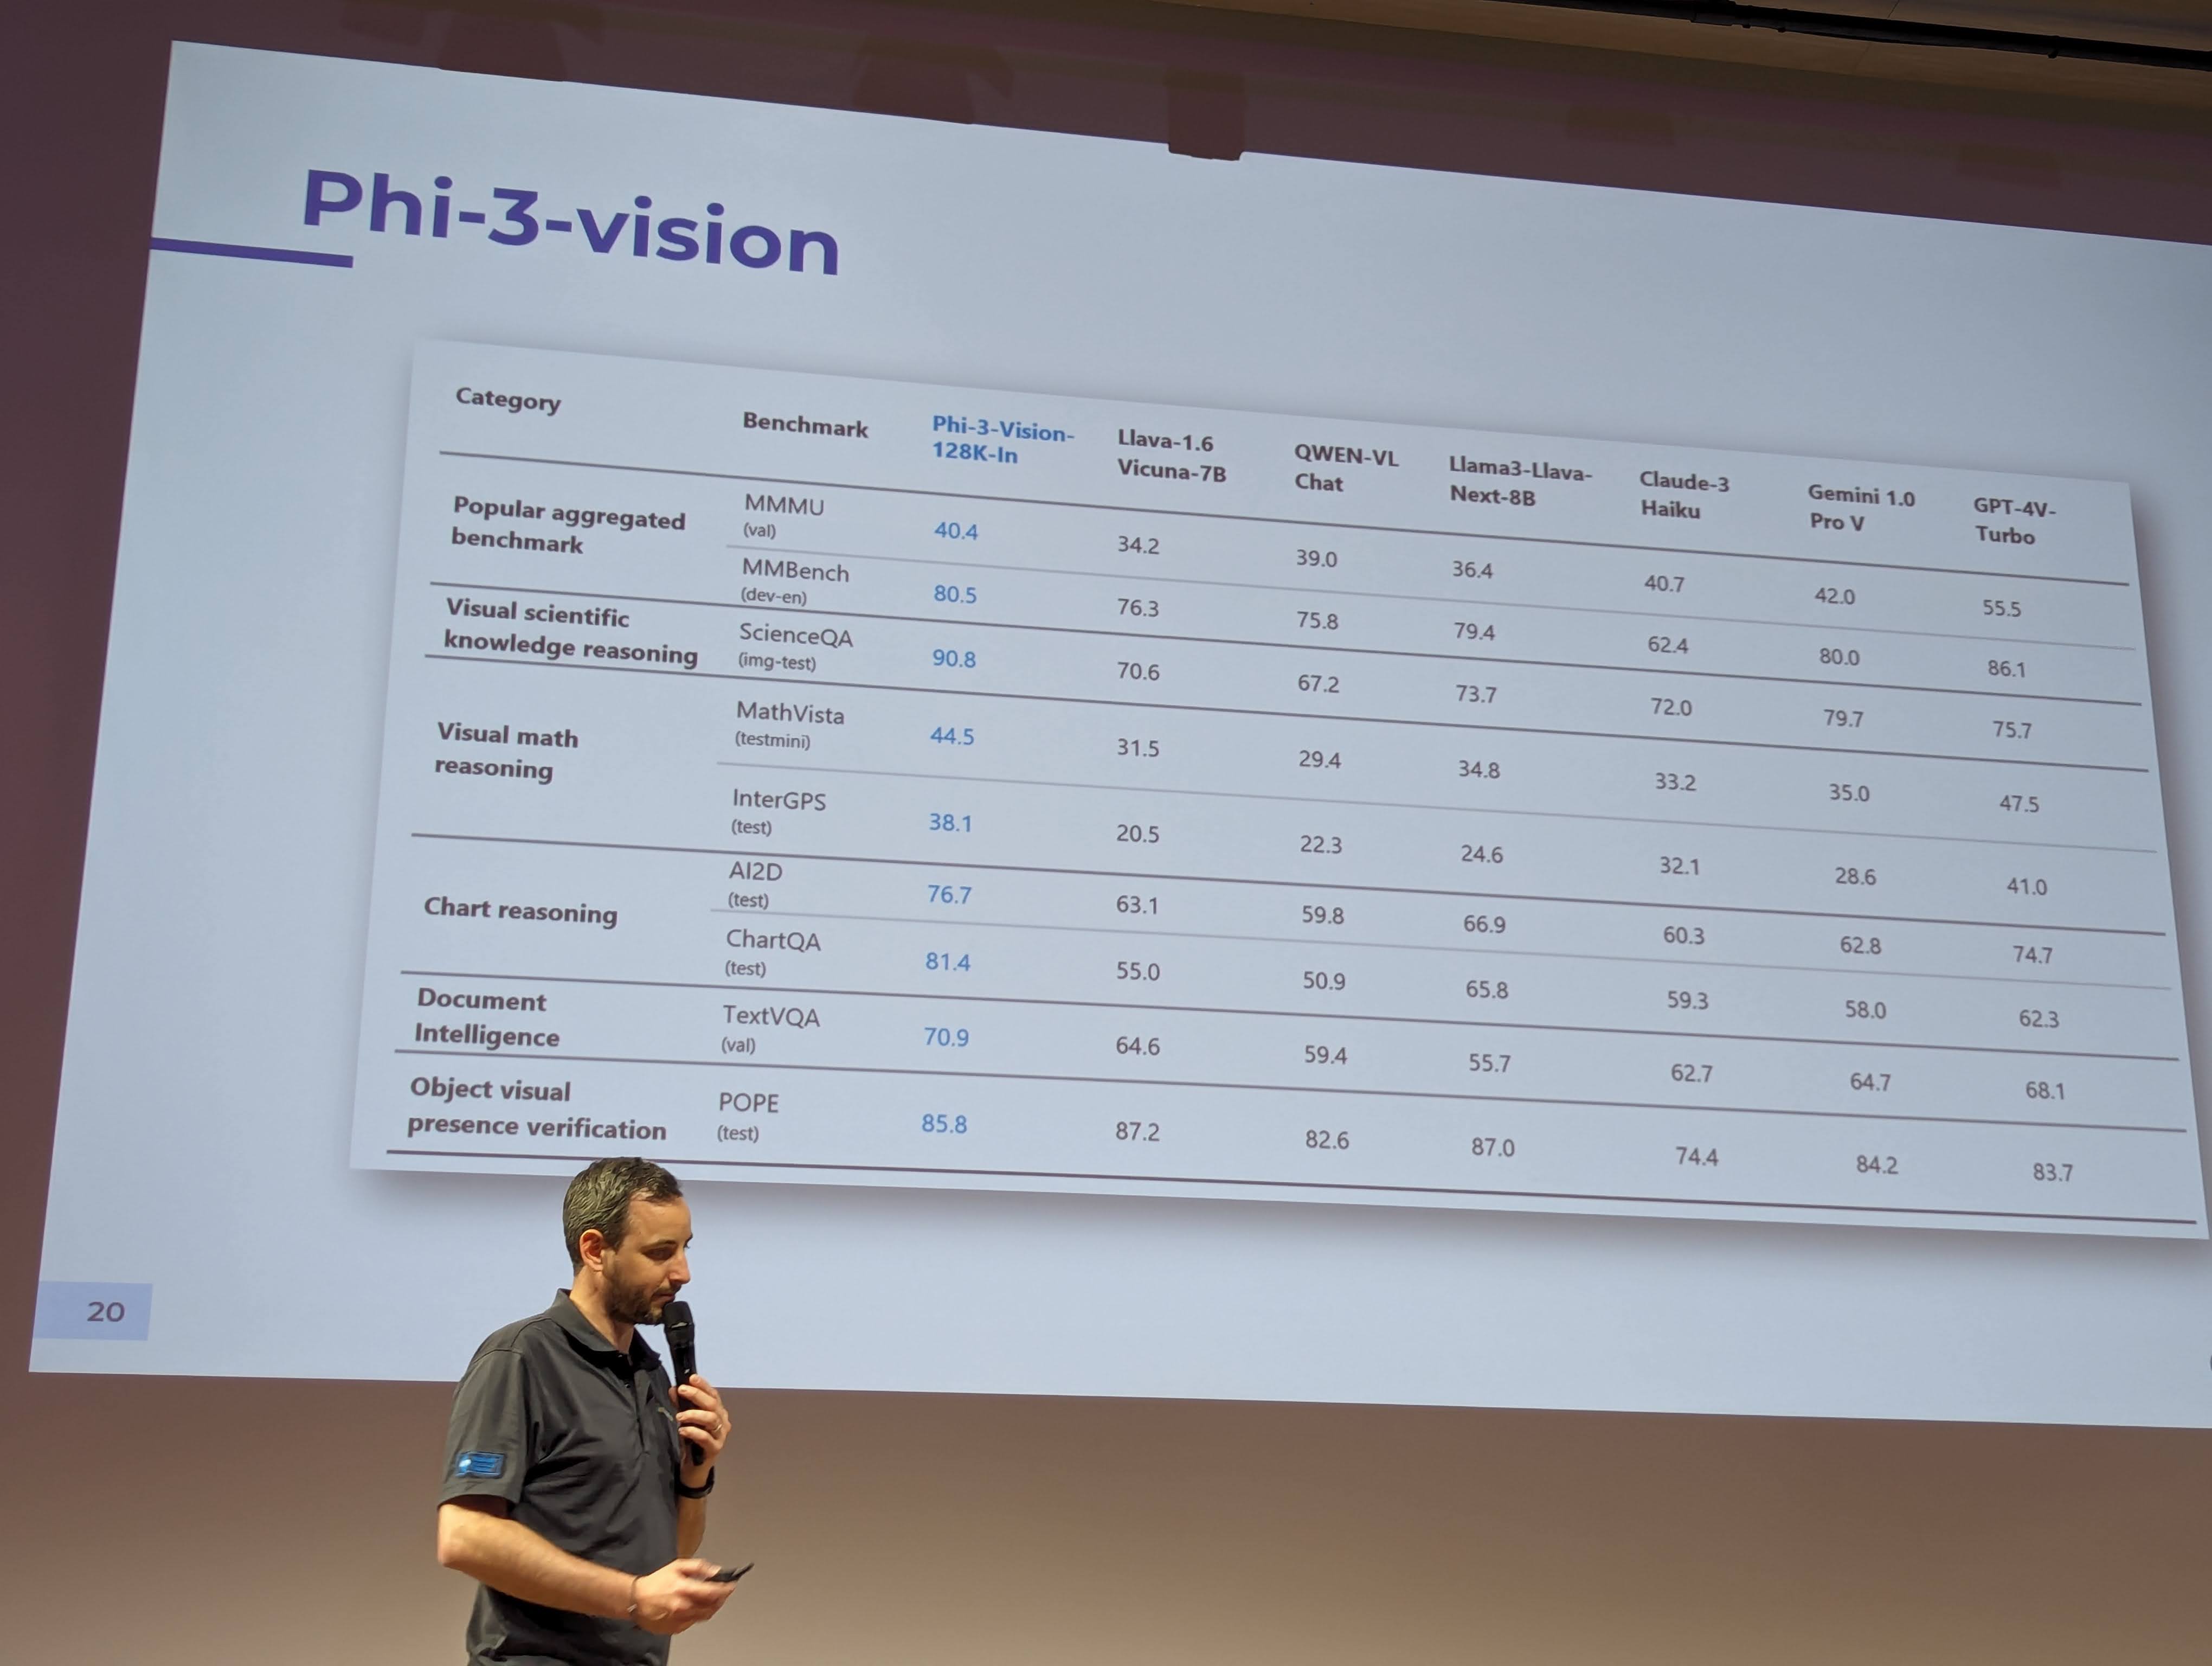 Phi-3-vision
Category Benchmark Phi-3-Vision-128K-In Llava-1.6 Vicuna-7B QWEN-VL Chat Llama3-Llava-Next-8B Claude-3 Haiku Gemini 1.0 Pro V GPT-4V-Turbo
Popular aggregated benchmark MMMU (val) 40.4 34.2 39.0 36.4 40.7 42.0 55.5
MMBench (dev-en) 80.5 76.3 75.8 79.4 62.4 80.0 86.1
Visual scientific knowledge reasoning ScienceQA (img-test) 90.8 70.6 67.2 73.7 72.0 79.7 75.7
Visual math reasoning MathVista (testmini) 44.5 31.5 29.4 34.8 33.2 35.0 47.5
InterGPS (test) 38.1 20.5 22.3 24.6 32.1 28.6 41.0
Chart reasoning AI2D (test) 76.7 63.1 59.8 66.9 60.3 62.8 74.7
ChartQA (test) 81.4 55.0 50.9 65.8 59.3 58.0 62.3
Document Intelligence TextVQA (val) 70.9 64.6 59.4 55.7 62.7 64.7 68.1
Object visual presence verification POPE (test) 85.8 87.2 82.6 87.0 74.4 84.2 83.7
20